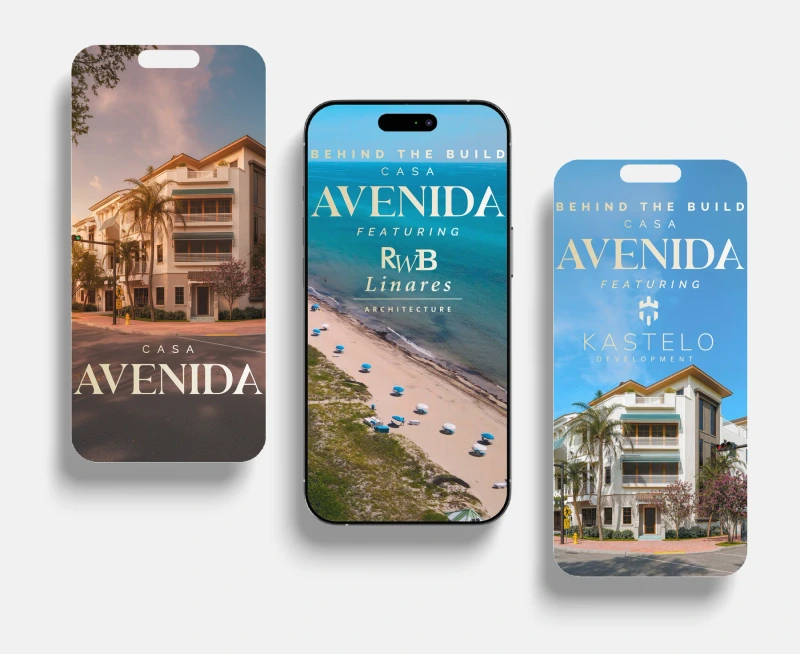 CASA
AVENIDA
BEHIND THE BUILD
CASA
AVENIDA
FEATURING
RWB
Linares
ARCHITECTURE
BEHIND THE BUILD
CASA
AVENIDA
FEATURING
KASTELO
DEVELOPMENT